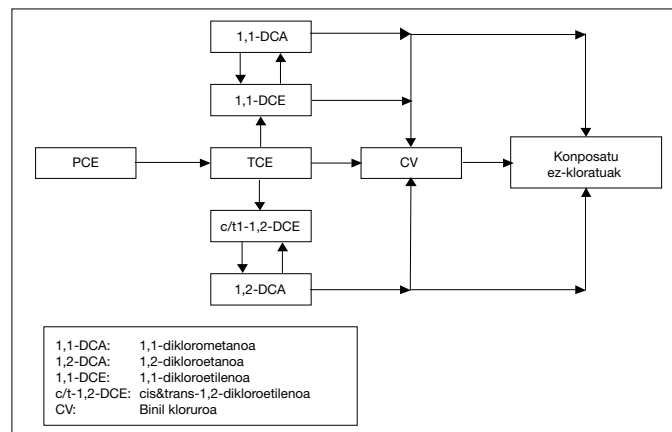 1,1-DCA
1,1-DCE
PCE
TCE
CV
Konposatu
ez-kloratuak
c/t1-1,2-DCE
1,2-DCA
1,1-DCA: 1,1-diklorometanoa
1,2-DCA: 1,2-dikloroetanoa
1,1-DCE: 1,1-dikloroetilenoa
c/t-1,2-DCE: cis&trans-1,2-dikloroetilenoa
CV: Binil kloruroa